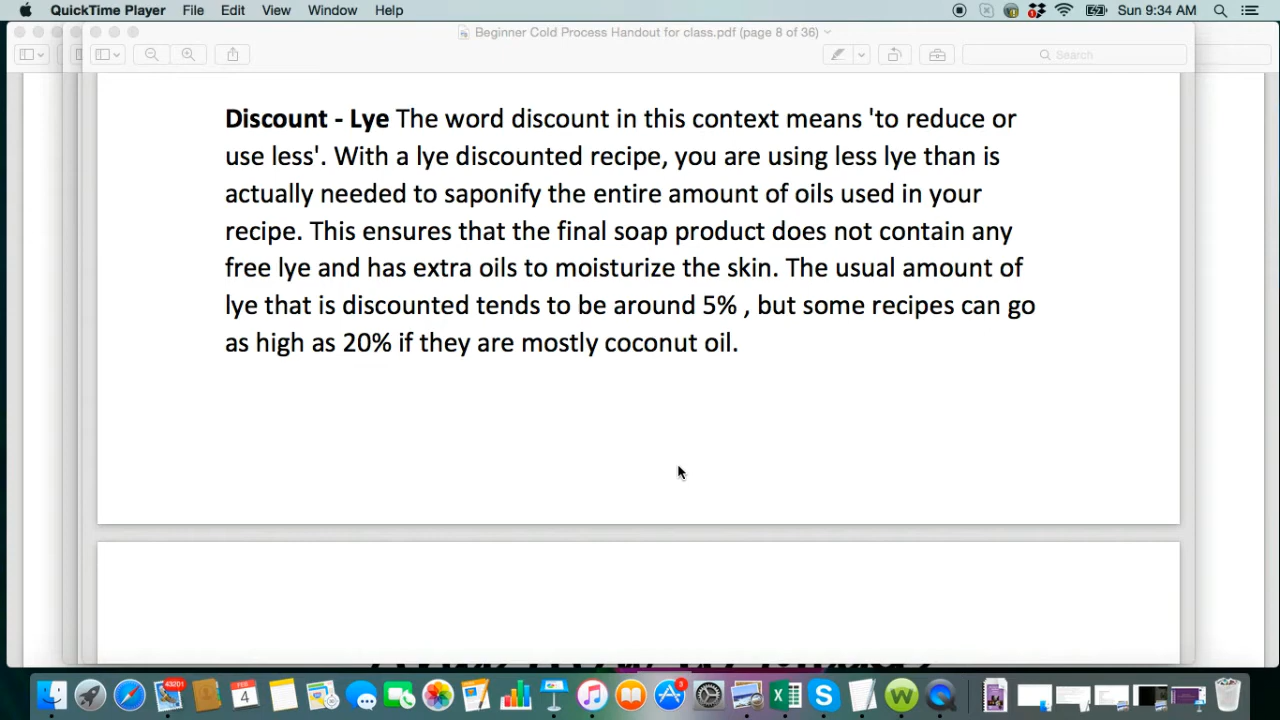 QuickTime Player File Edit View Window Help Sun 9:34 AM
Beginner Cold Process Handout for class.pdf (page 8 of 36)
Search
Discount - Lye The word discount in this context means 'to reduce or
use less'. With a lye discounted recipe, you are using less lye than is
actually needed to saponify the entire amount of oils used in your
recipe. This ensures that the final soap product does not contain any
free lye and has extra oils to moisturize the skin. The usual amount of
lye that is discounted tends to be around 5% , but some recipes can go
as high as 20% if they are mostly coconut oil.
43201
4
3